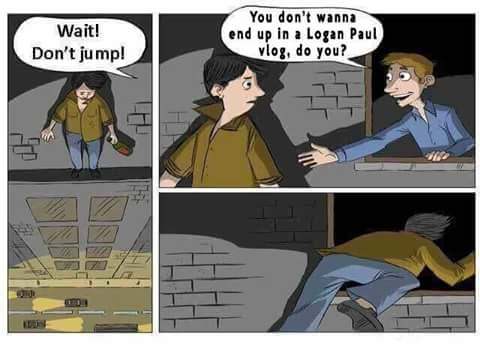 Wait!
Don't jump!
You don't wanna
end up in a Logan Paul
vlog, do you?